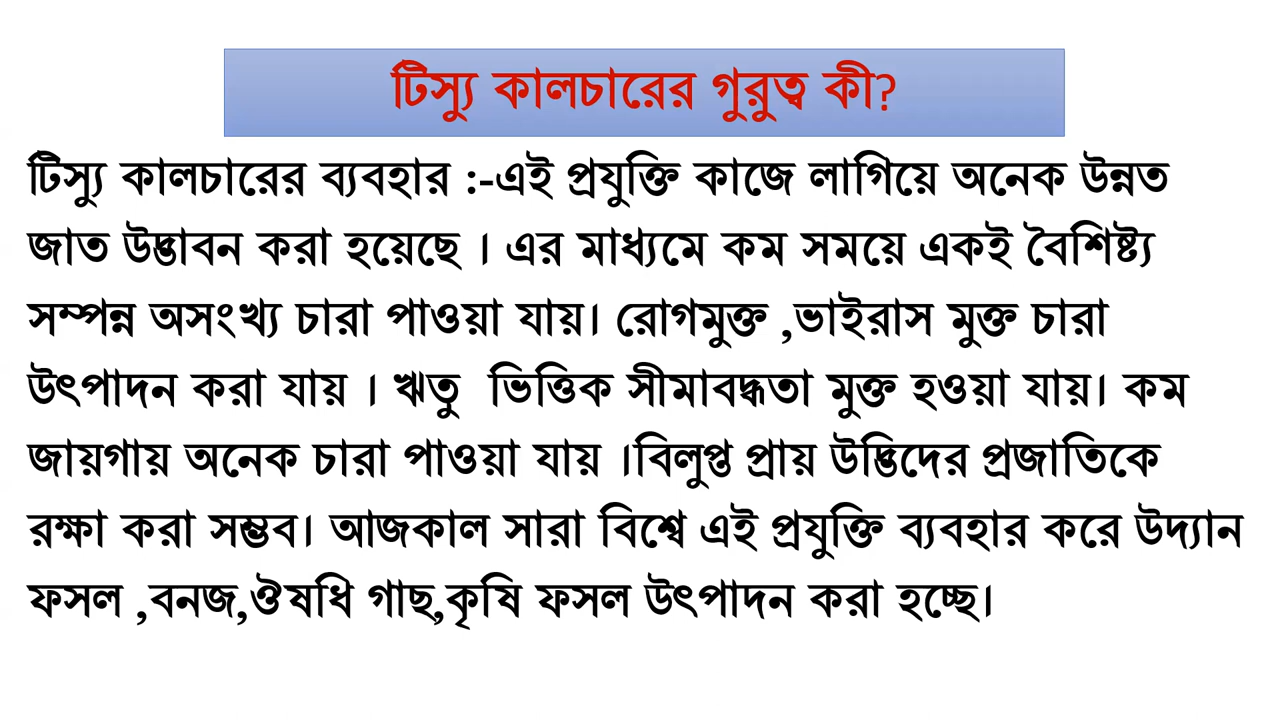 টিস্যু কালচারের গুরুত্ব কী?
টিস্যু কালচারের ব্যবহার :-এই প্রযুক্তি কাজে লাগিয়ে অনেক উন্নত
জাত উদ্ভাবন করা হয়েছে । এর মাধ্যমে কম সময়ে একই বৈশিষ্ট্য
সম্পন্ন অসংখ্য চারা পাওয়া যায়। রোগমুক্ত ,ভাইরাস মুক্ত চারা
উৎপাদন করা যায় । ঋতু  ভিত্তিক সীমাবদ্ধতা মুক্ত হওয়া যায়। কম
জায়গায় অনেক চারা পাওয়া যায় ।বিলুপ্ত প্রায় উদ্ভিদের প্রজাতিকে
রক্ষা করা সম্ভব। আজকাল সারা বিশ্বে এই প্রযুক্তি ব্যবহার করে উদ্যান
ফসল ,বনজ,ঔষধি গাছ,কৃষি ফসল উৎপাদন করা হচ্ছে।